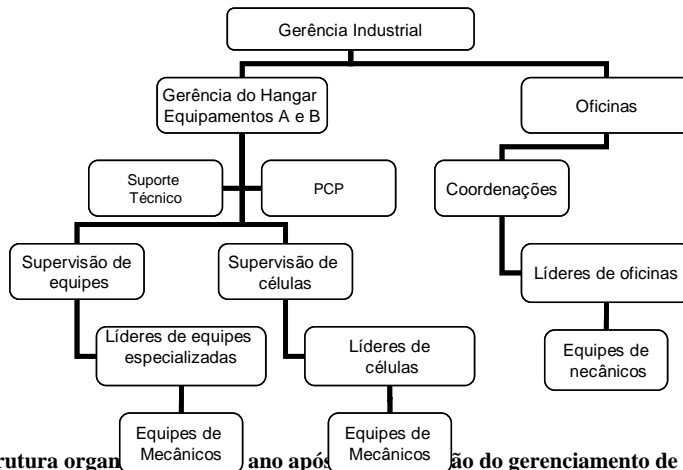 Gerência Industrial
Gerência do Hangar
Equipamentos A e B
Oficinas
Suporte
Técnico
PCP
Coordenações
Supervisão de
equipes
Supervisão de
células
Líderes de oficinas
Líderes de equipes
especializadas
Líderes de
células
Equipes de
necânicos
Equipes de
Mecânicos
Equipes de
Mecânicos
rutura organ ano após ão do gerenciamento de